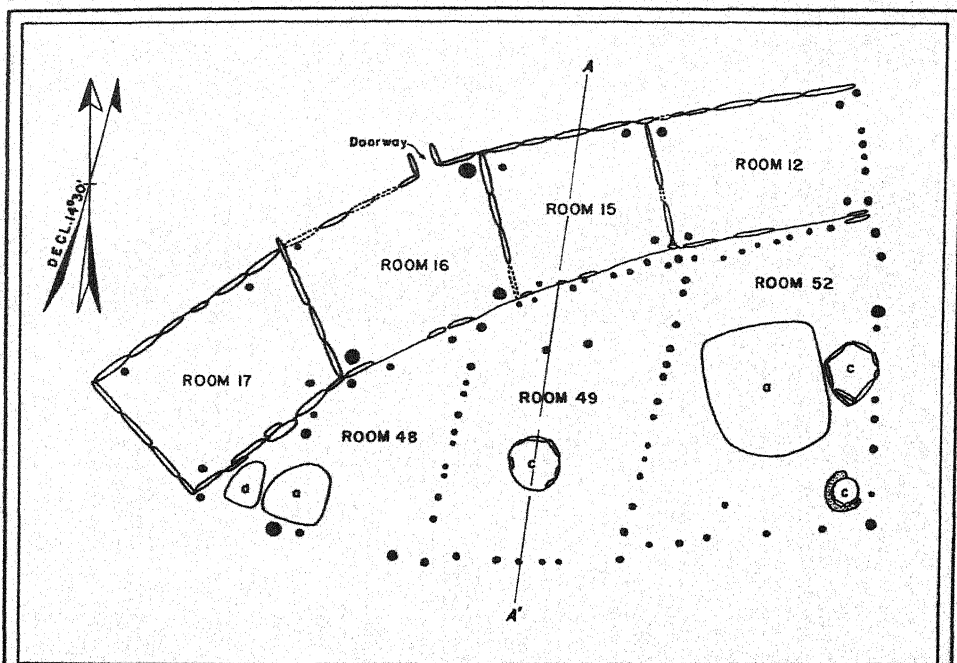 A
Doorway
ROOM 12
DECL. 14°30'
ROOM 15
ROOM 16
ROOM 52
ROOM 17
a
c
ROOM 49
ROOM 48
c
a
a
c
A'